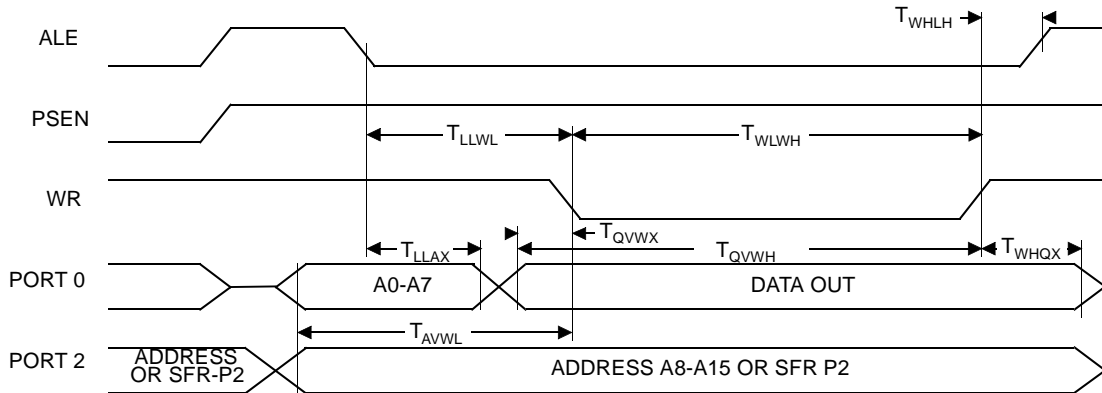 ALE
T_WHLH
PSEN
T_LLWL
T_WLWH
WR
T_QVWX
T_LLAX
T_QVWH
T_WHQX
PORT 0
A0-A7
DATA OUT
T_AVWL
PORT 2
ADDRESS
OR SFR-P2
ADDRESS A8-A15 OR SFR P2